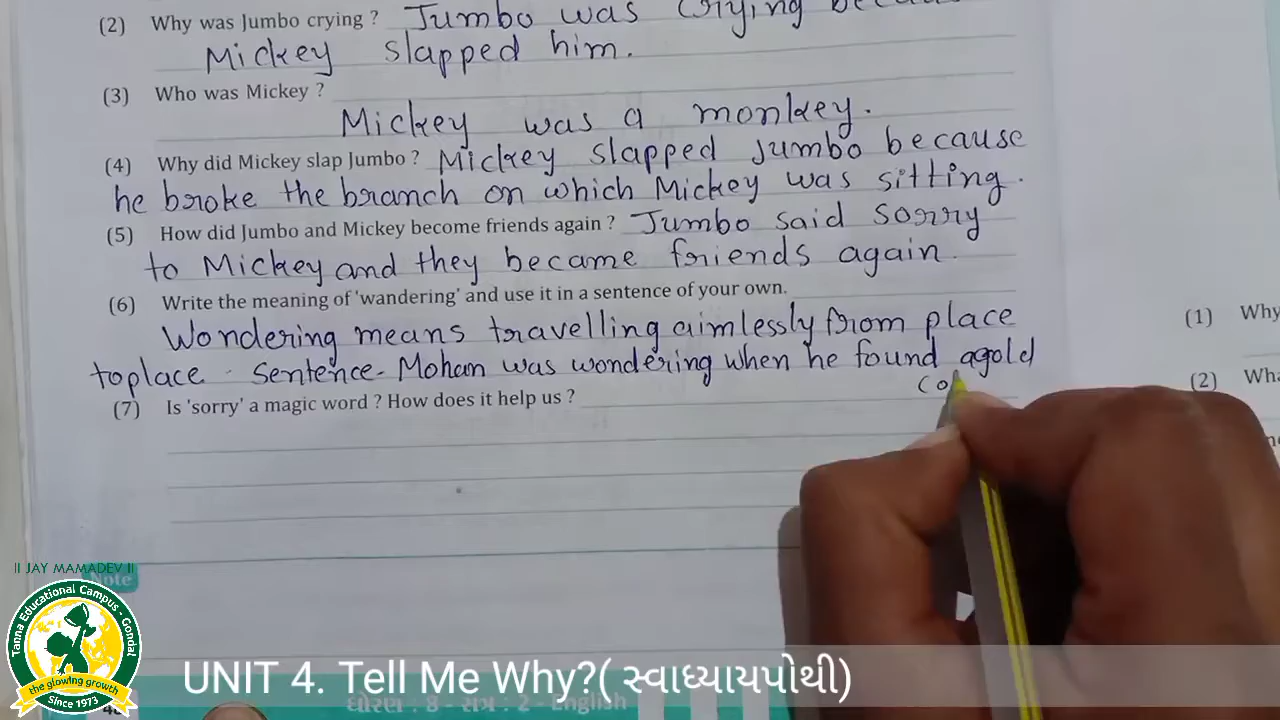 (2) Why was Jumbo crying ? Jumbo was crying
Mickey slapped him.
(3) Who was Mickey ?
Mickey was a monkey.
(4) Why did Mickey slap Jumbo ? Mickey slapped Jumbo because
he broke the branch on which Mickey was sitting.
(5) How did Jumbo and Mickey become friends again ? Jumbo said sorry
to Mickey and they became friends again.
(6) Write the meaning of 'wandering' and use it in a sentence of your own.
Wondering means travelling aimlessly from place
to place. Sentence - Mohan was wondering when he found a gold
(7) Is 'sorry' a magic word ? How does it help us ?
(1) Why
(2)
Note
ધોરણ : 8 - સત્ર : 2 - English
II JAY MAMADEV II
Tanna Educational Campus - Gondal
the glowing growth
Since 1973
UNIT 4. Tell Me Why?( સ્વાધ્યાયપોથી)